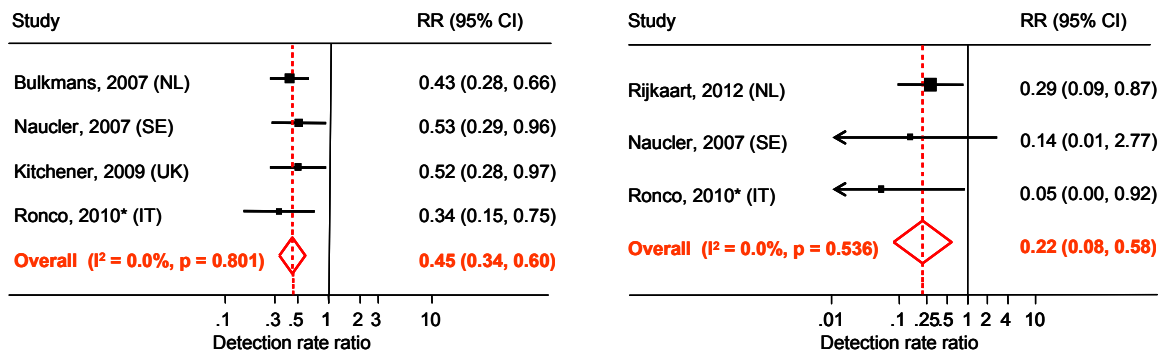 Study RR (95% CI)
Bulkmans, 2007 (NL) 0.43 (0.28, 0.66)
Naucler, 2007 (SE) 0.53 (0.29, 0.96)
Kitchener, 2009 (UK) 0.52 (0.28, 0.97)
Ronco, 2010* (IT) 0.34 (0.15, 0.75)
Overall (I² = 0.0%, p = 0.801) 0.45 (0.34, 0.60)
.1 .3 .5 1 2 3 10
Detection rate ratio
Study RR (95% CI)
Rijkaart, 2012 (NL) 0.29 (0.09, 0.87)
Naucler, 2007 (SE) 0.14 (0.01, 2.77)
Ronco, 2010* (IT) 0.05 (0.00, 0.92)
Overall (I² = 0.0%, p = 0.536) 0.22 (0.08, 0.58)
.01 .1 .25 .5 1 2 4 10
Detection rate ratio